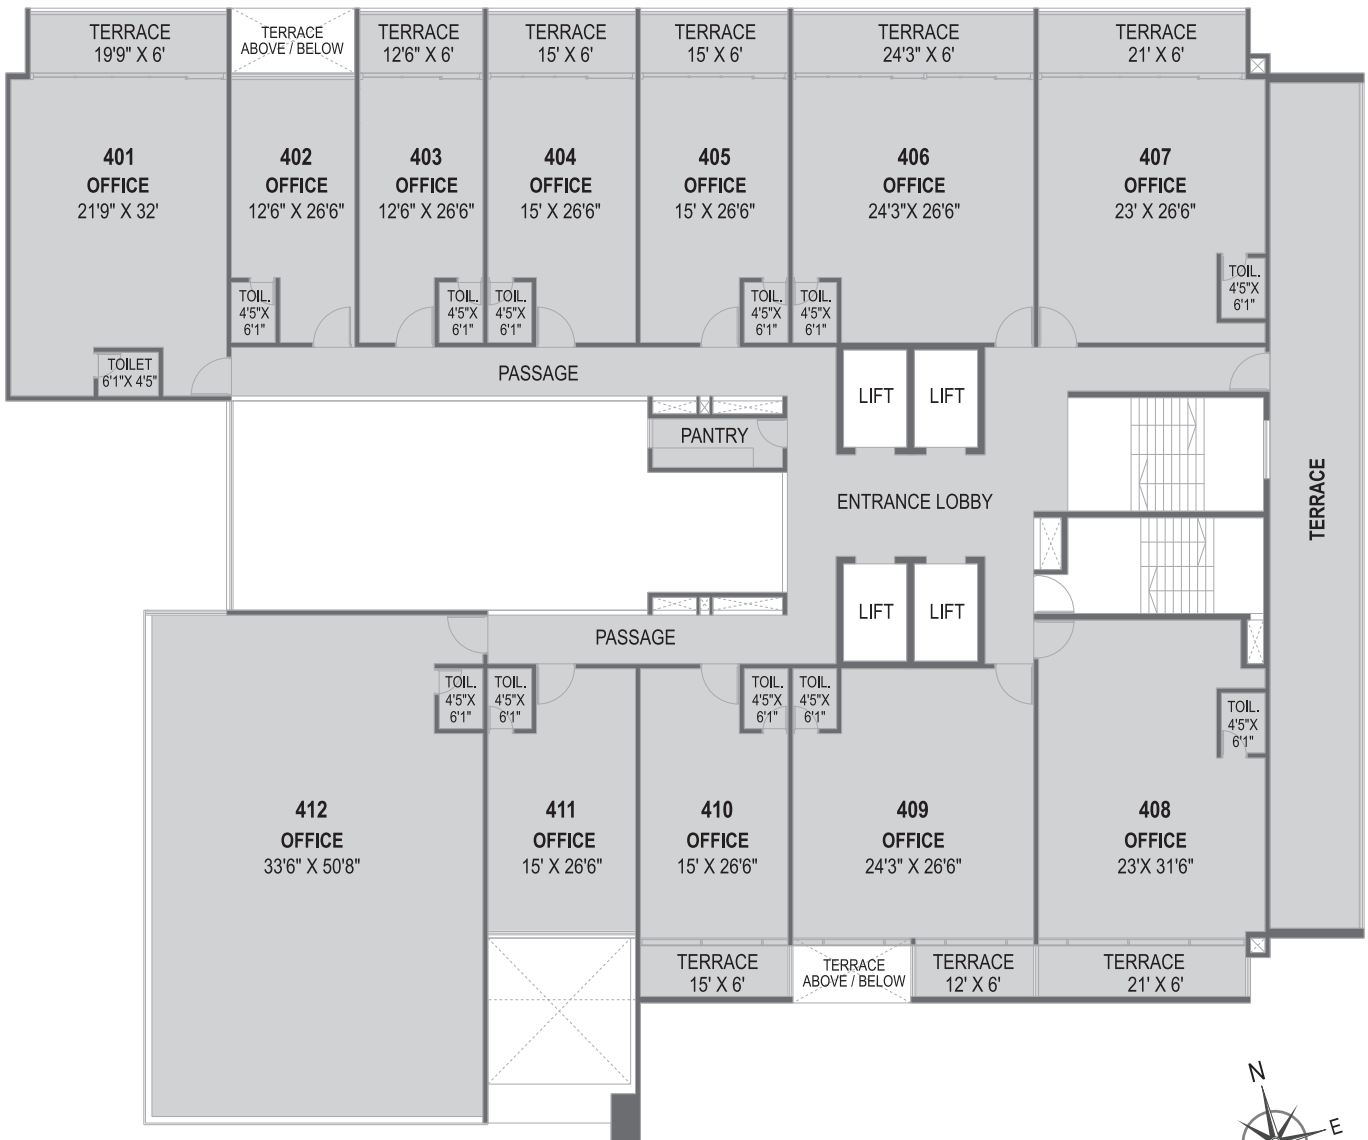 TERRACE
19'9" X 6'
TERRACE
ABOVE / BELOW
TERRACE
12'6" X 6'
TERRACE
15' X 6'
TERRACE
15' X 6'
TERRACE
24'3" X 6'
TERRACE
21' X 6'
401
OFFICE
21'9" X 32'
402
OFFICE
12'6" X 26'6"
403
OFFICE
12'6" X 26'6"
404
OFFICE
15' X 26'6"
405
OFFICE
15' X 26'6"
406
OFFICE
24'3"X 26'6"
407
OFFICE
23' X 26'6"
TOIL.
4'5"X
6'1"
TOIL.
4'5"X
6'1"
TOIL.
4'5"X
6'1"
TOIL.
4'5"X
6'1"
TOIL.
4'5"X
6'1"
TOIL.
4'5"X
6'1"
TOILET
6'1"X 4'5"
PASSAGE
LIFT
LIFT
PANTRY
ENTRANCE LOBBY
TERRACE
LIFT
LIFT
PASSAGE
TOIL.
4'5"X
6'1"
TOIL.
4'5"X
6'1"
TOIL.
4'5"X
6'1"
TOIL.
4'5"X
6'1"
TOIL.
4'5"X
6'1"
412
OFFICE
33'6" X 50'8"
411
OFFICE
15' X 26'6"
410
OFFICE
15' X 26'6"
409
OFFICE
24'3" X 26'6"
408
OFFICE
23'X 31'6"
TERRACE
15' X 6'
TERRACE
ABOVE / BELOW
TERRACE
12' X 6'
TERRACE
21' X 6'
N
E